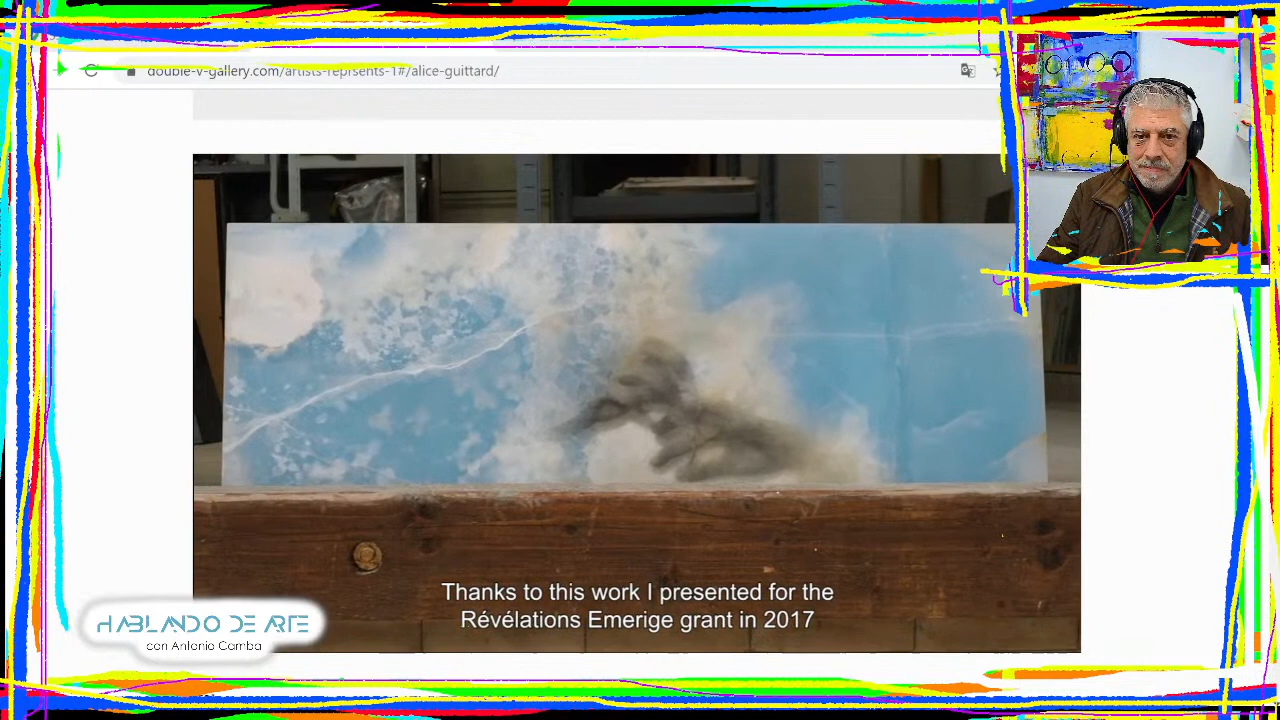 double-v-gallery.com/artists-reprsents-1#/alice-guittard/
Thanks to this work I presented for the
Révélations Emerige grant in 2017
HABLANDO DE ARTE
con Antonio Camba